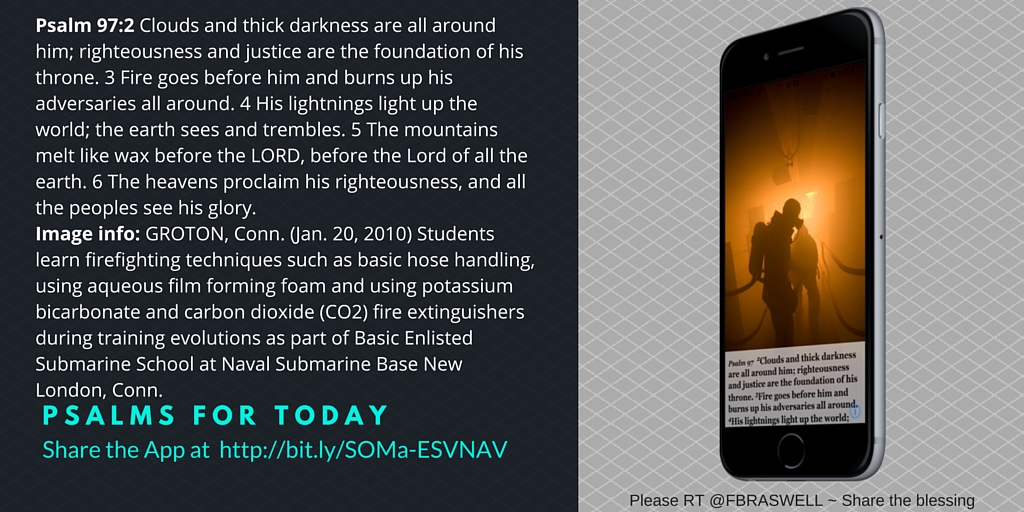 Psalm 97:2 Clouds and thick darkness are all around
him; righteousness and justice are the foundation of his
throne. 3 Fire goes before him and burns up his
adversaries all around. 4 His lightnings light up the
world; the earth sees and trembles. 5 The mountains
melt like wax before the LORD, before the Lord of all the
earth. 6 The heavens proclaim his righteousness, and all
the peoples see his glory.
Image info: GROTON, Conn. (Jan. 20, 2010) Students
learn firefighting techniques such as basic hose handling,
using aqueous film forming foam and using potassium
bicarbonate and carbon dioxide (CO2) fire extinguishers
during training evolutions as part of Basic Enlisted
Submarine School at Naval Submarine Base New
London, Conn.
PSALMS FOR TODAY
Share the App at http://bit.ly/SOMa-ESVNAV
Psalm 97 ²Clouds and thick darkness
are all around him; righteousness
and justice are the foundation of his
throne. ³Fire goes before him and
burns up his adversaries all around.
⁴His lightnings light up the world;
Please RT @FBRASWELL ~ Share the blessing